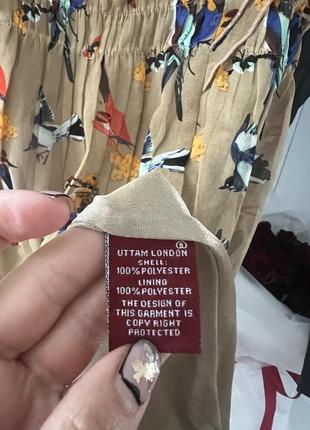 ®
UTTAM LONDON
SHELL:
100% POLYESTER
LINING
100% POLYESTER
THE DESIGN OF
THIS GARMENT IS
COPY RIGHT
PROTECTED